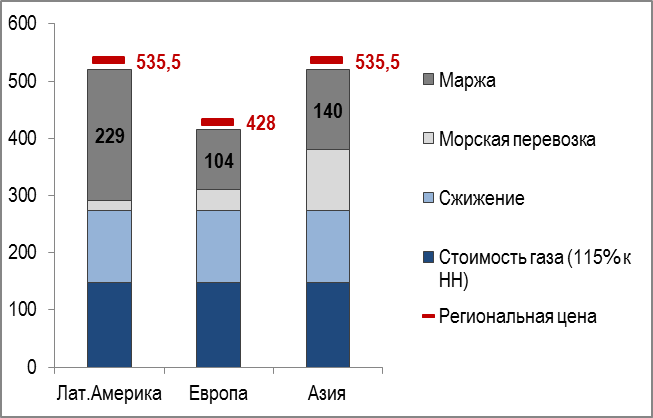 600
500
400
300
200
100
0
535,5
428
535,5
229
104
140
Лат.Америка
Европа
Азия
Маржа
Морская перевозка
Сжижение
Стоимость газа (115% к
HH)
Региональная цена